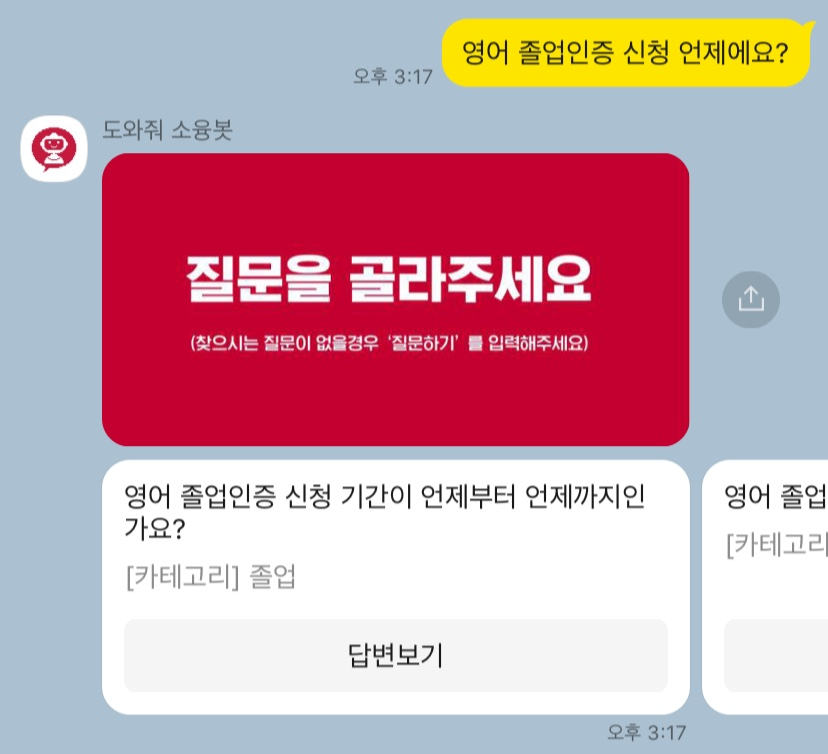 영어 졸업인증 신청 언제에요?
오후 3:17
도와줘 소융봇
질문을 골라주세요
(찾으시는 질문이 없을경우 '질문하기' 를 입력해주세요)
영어 졸업인증 신청 기간이 언제부터 언제까지인
가요?
[카테고리] 졸업
답변보기
영어 졸업
[카테고리
오후 3:17